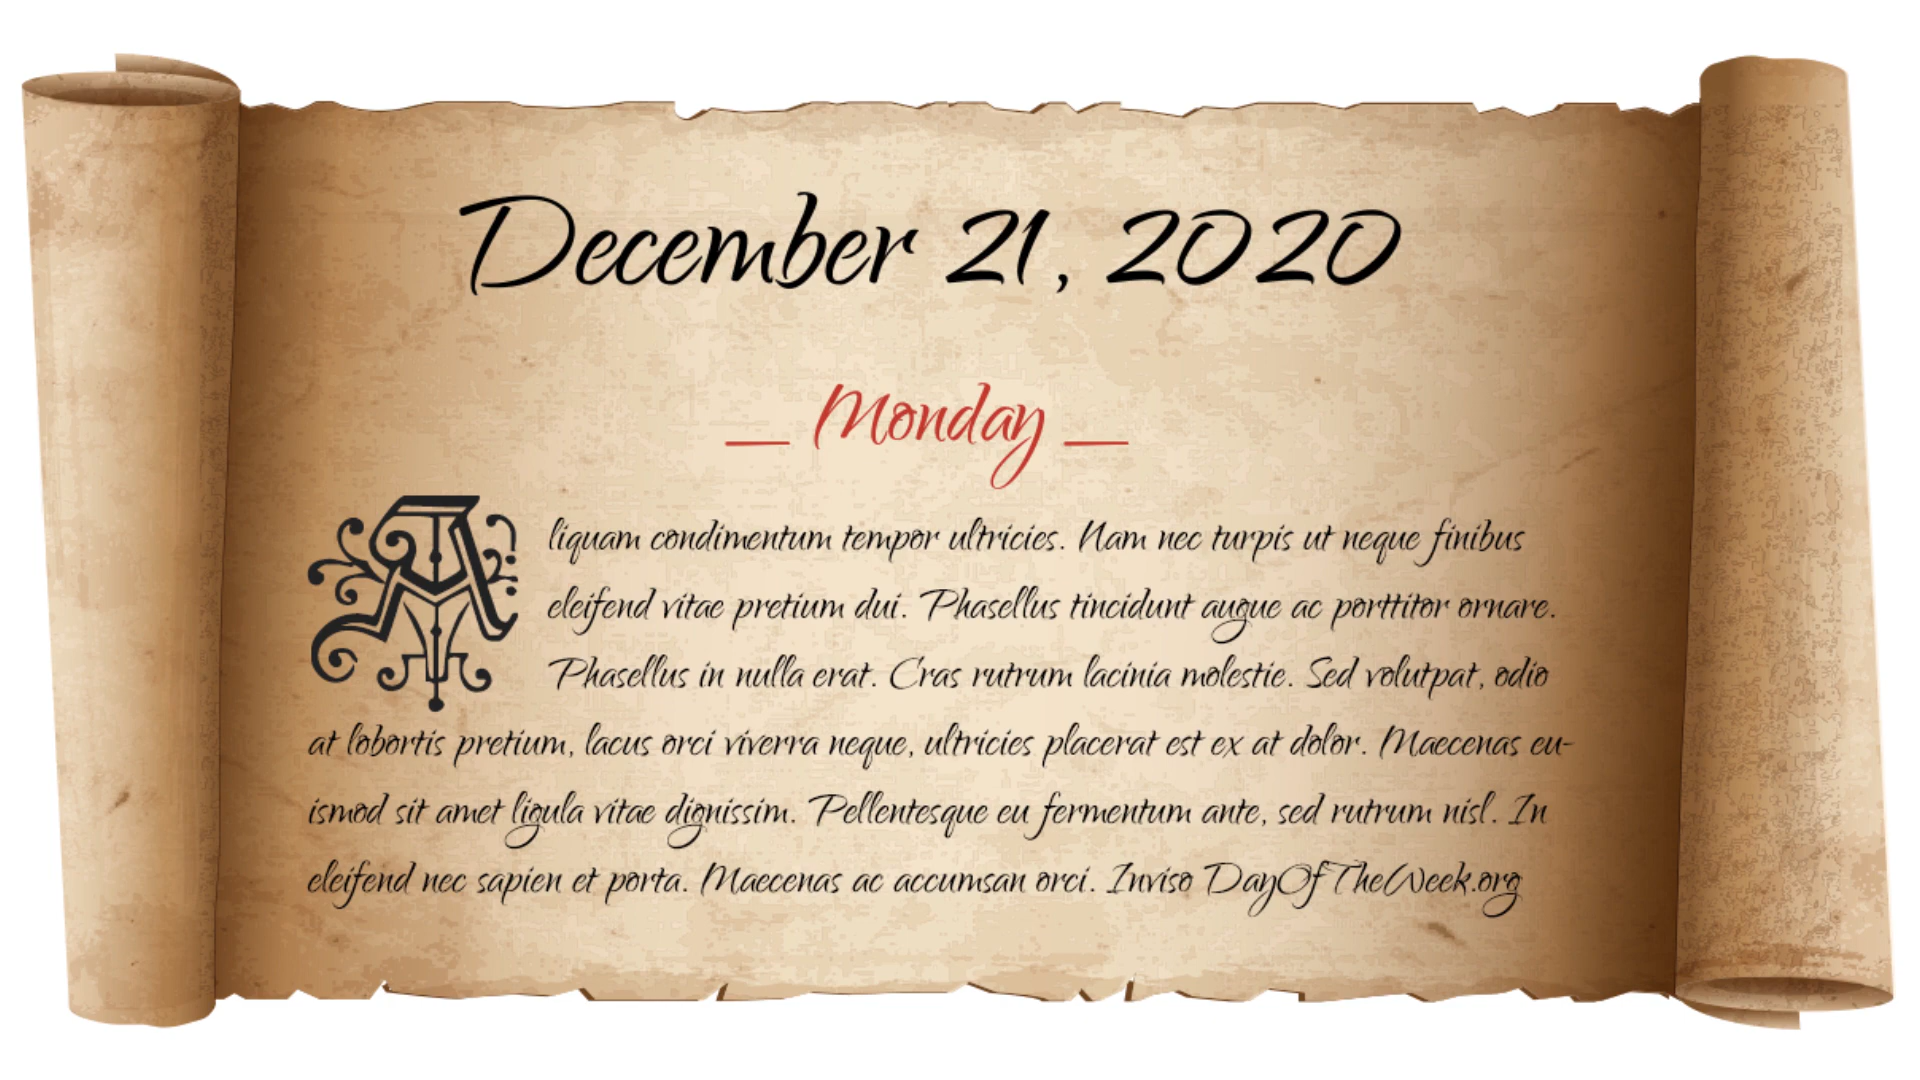 December 21, 2020
_ Monday _
Aliquam condimentum tempor ultricies. Nam nec turpis ut neque finibus
eleifend vitae pretium dui. Phasellus tincidunt augue ac porttitor ornare.
Phasellus in nulla erat. Cras rutrum lacinia molestie. Sed volutpat, odio
at lobortis pretium, lacus orci viverra neque, ultricies placerat est ex at dolor. Maecenas eu-
ismod sit amet ligula vitae dignissim. Pellentesque eu fermentum ante, sed rutrum nisl. In
eleifend nec sapien et porta. Maecenas ac accumsan orci. Inviso DayOfTheWeek.org